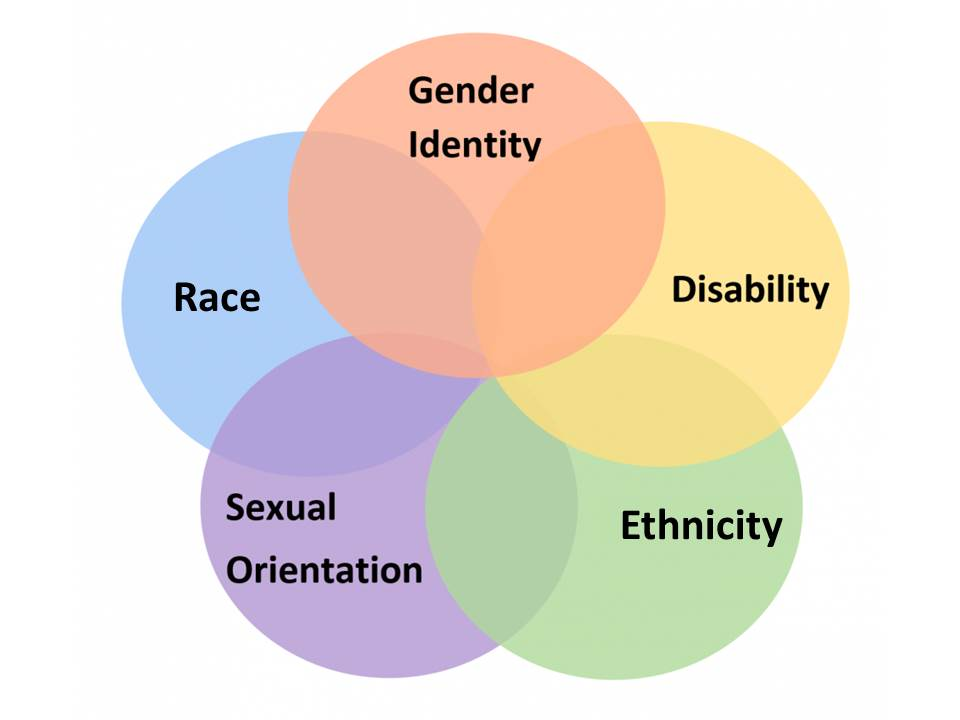 Gender
Identity
Race
Disability
Sexual
Orientation
Ethnicity